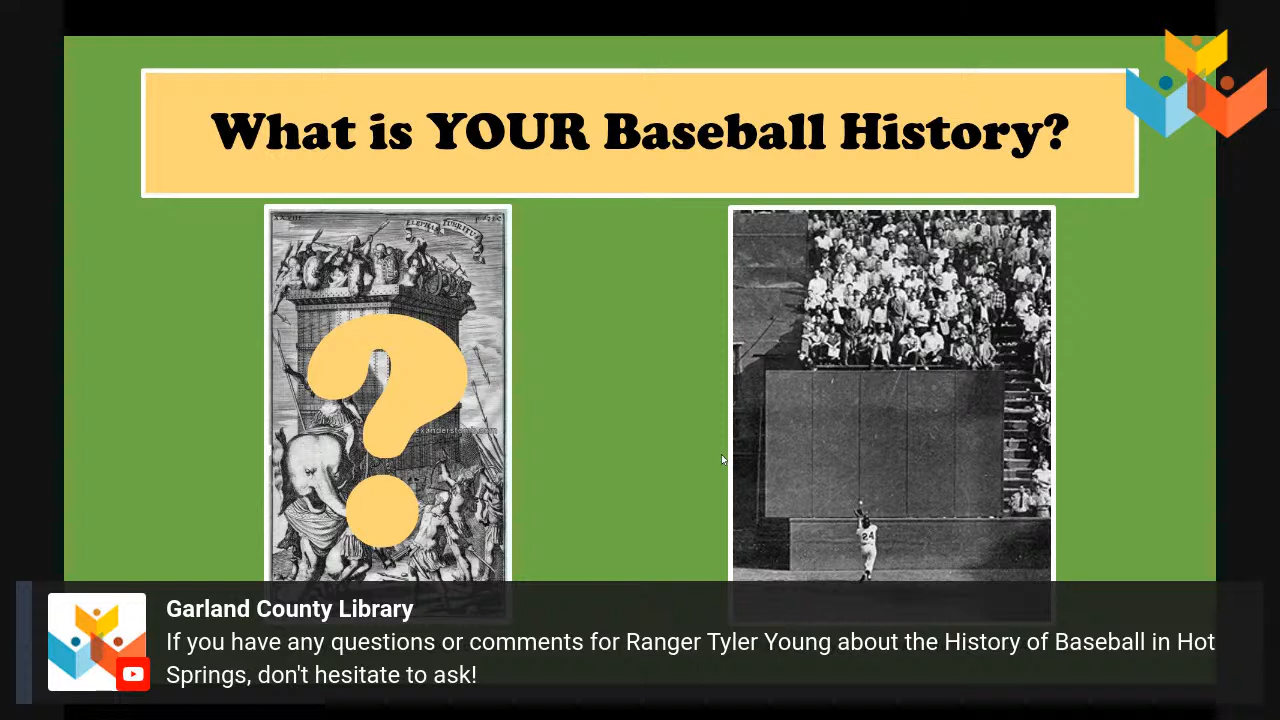 What is YOUR Baseball History?
XXVIII
24
Garland County Library
If you have any questions or comments for Ranger Tyler Young about the History of Baseball in Hot
Springs, don't hesitate to ask!